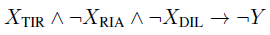 X_TIR ∧ ¬X_RIA ∧ ¬X_DIL → ¬Y